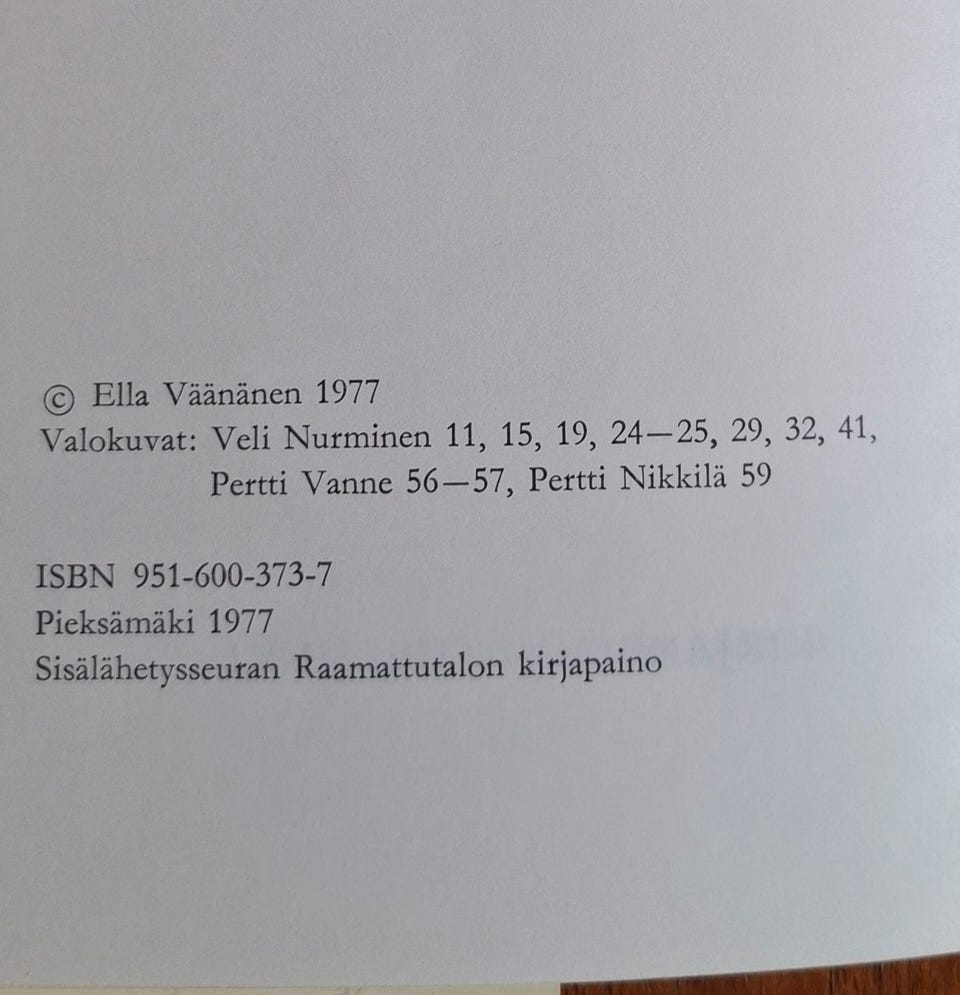 © Ella Väänänen 1977
Valokuvat: Veli Nurminen 11, 15, 19, 24—25, 29, 32, 41,
Pertti Vanne 56—57, Pertti Nikkilä 59
ISBN 951-600-373-7
Pieksämäki 1977
Sisälähetysseuran Raamattutalon kirjapaino